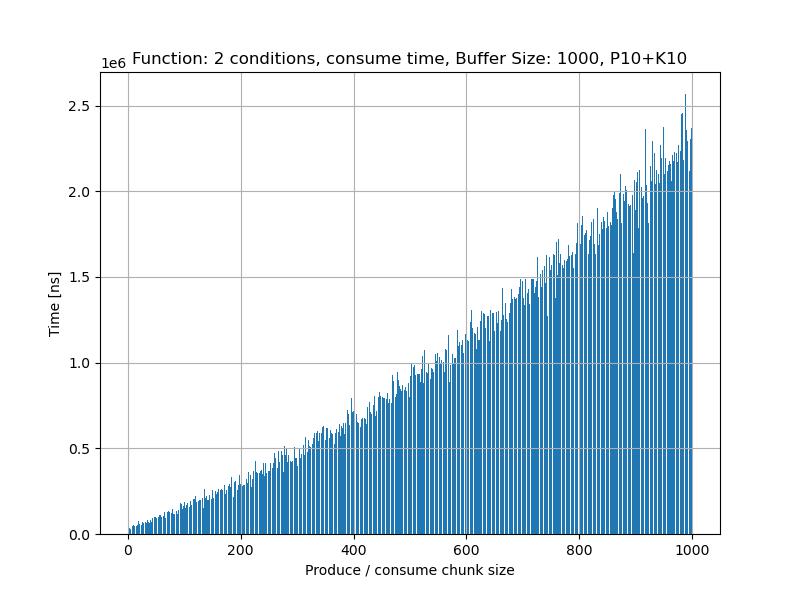 Function: 2 conditions, consume time, Buffer Size: 1000, P10+K10
1e6
2.5
2.0
1.5
1.0
0.5
0.0
Time [ns]
0 200 400 600 800 1000
Produce / consume chunk size